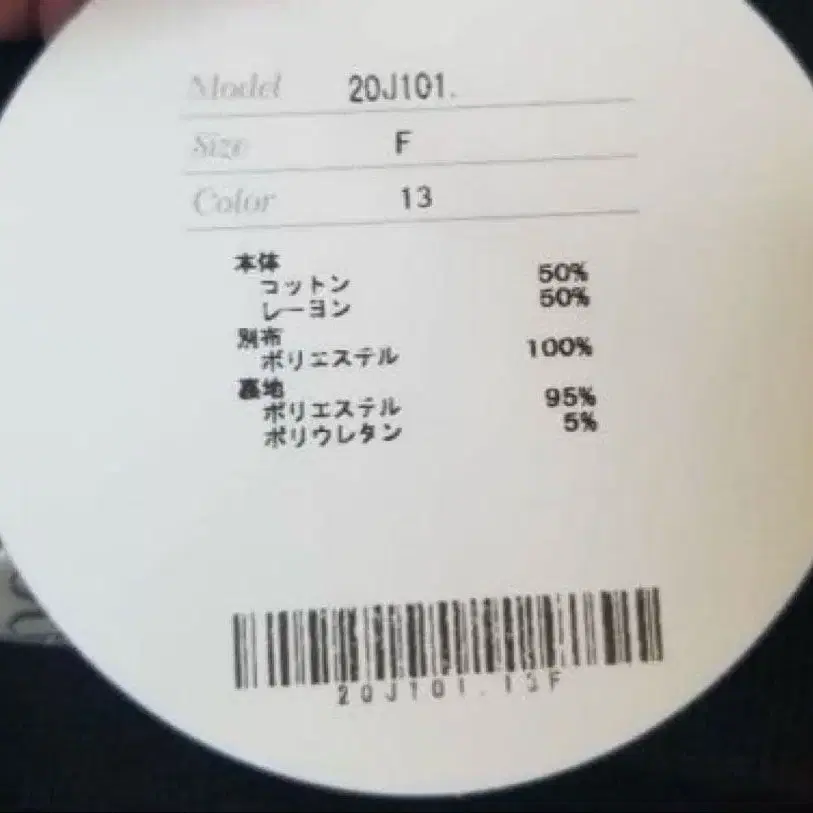 Model 20J101.
Size F
Color 13
本体
コットン 50%
レーヨン 50%
別布
ポリエステル 100%
裏地
ポリエステル 95%
ポリウレタン 5%
20J101.13F